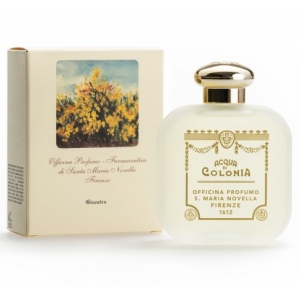 Officina Profumo - Farmaceutica
di Santa Maria Novella
Firenze
Ginestra
ACQUA
DI
COLONIA
OFFICINA PROFUMO
S. MARIA NOVELLA
FIRENZE
1612